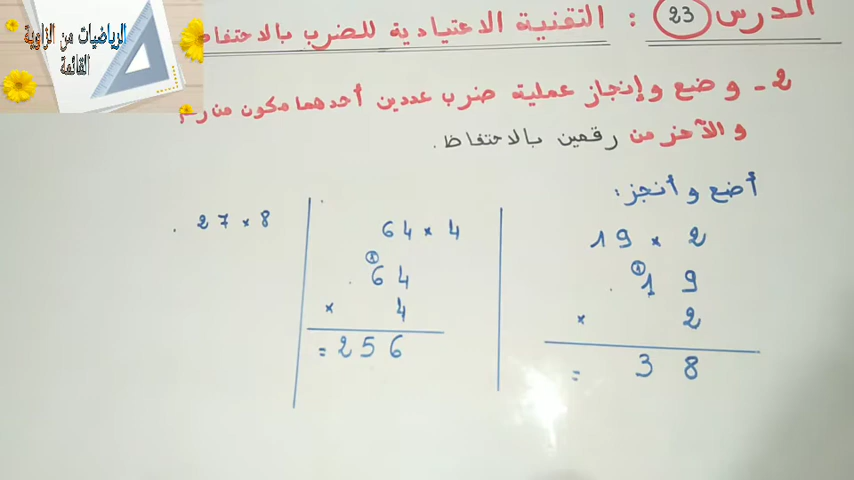 الدرس 23 : التقنية الاعتيادية للضرب بالاحتفاظ
الرياضيات من الزاوية
القائمة
2 - وضع وإنجاز عملية ضرب عددين أحدهما مكون من رقم
والآخر من رقمين بالاحتفاظ.
أضع و أنجز:
19 × 2
1
19
× 2
= 38
64 × 4
1
64
× 4
= 256
27 × 8